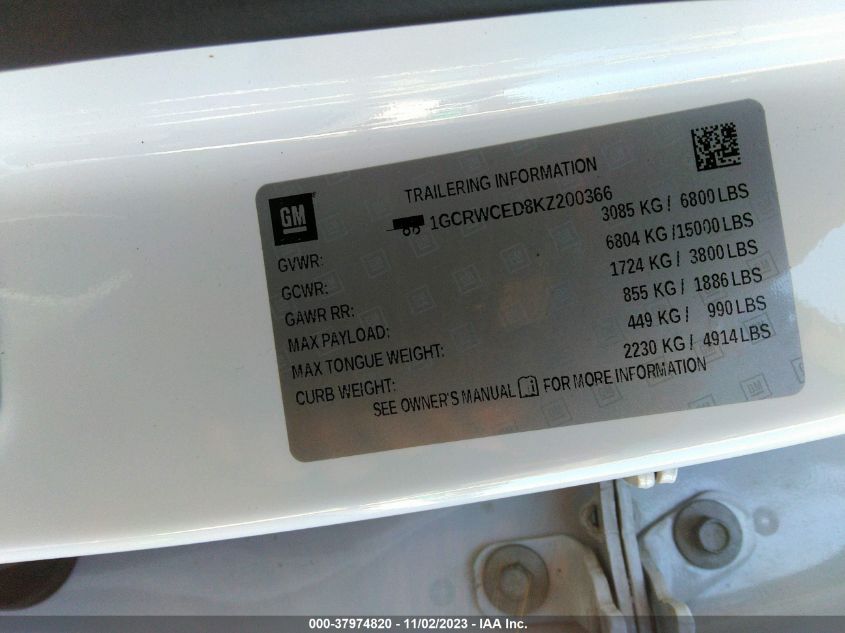 GM
TRAILERING INFORMATION
1GCRWCED8KZ200366
GVWR: 3085 KG / 6800 LBS
GCWR: 6804 KG /15000 LBS
GAWR RR: 1724 KG / 3800 LBS
MAX PAYLOAD: 855 KG / 1886 LBS
MAX TONGUE WEIGHT: 449 KG / 990 LBS
CURB WEIGHT: 2230 KG / 4914 LBS
SEE OWNER'S MANUAL FOR MORE INFORMATION
000-37974820 - 11/02/2023 - IAA Inc.